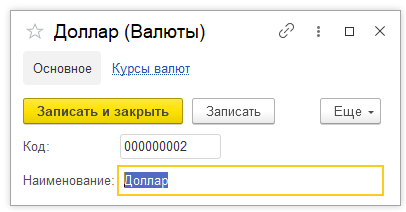 Доллар (Валюты)
Основное Курсы валют
Записать и закрыть Записать Еще
Код: 000000002
Наименование: Доллар